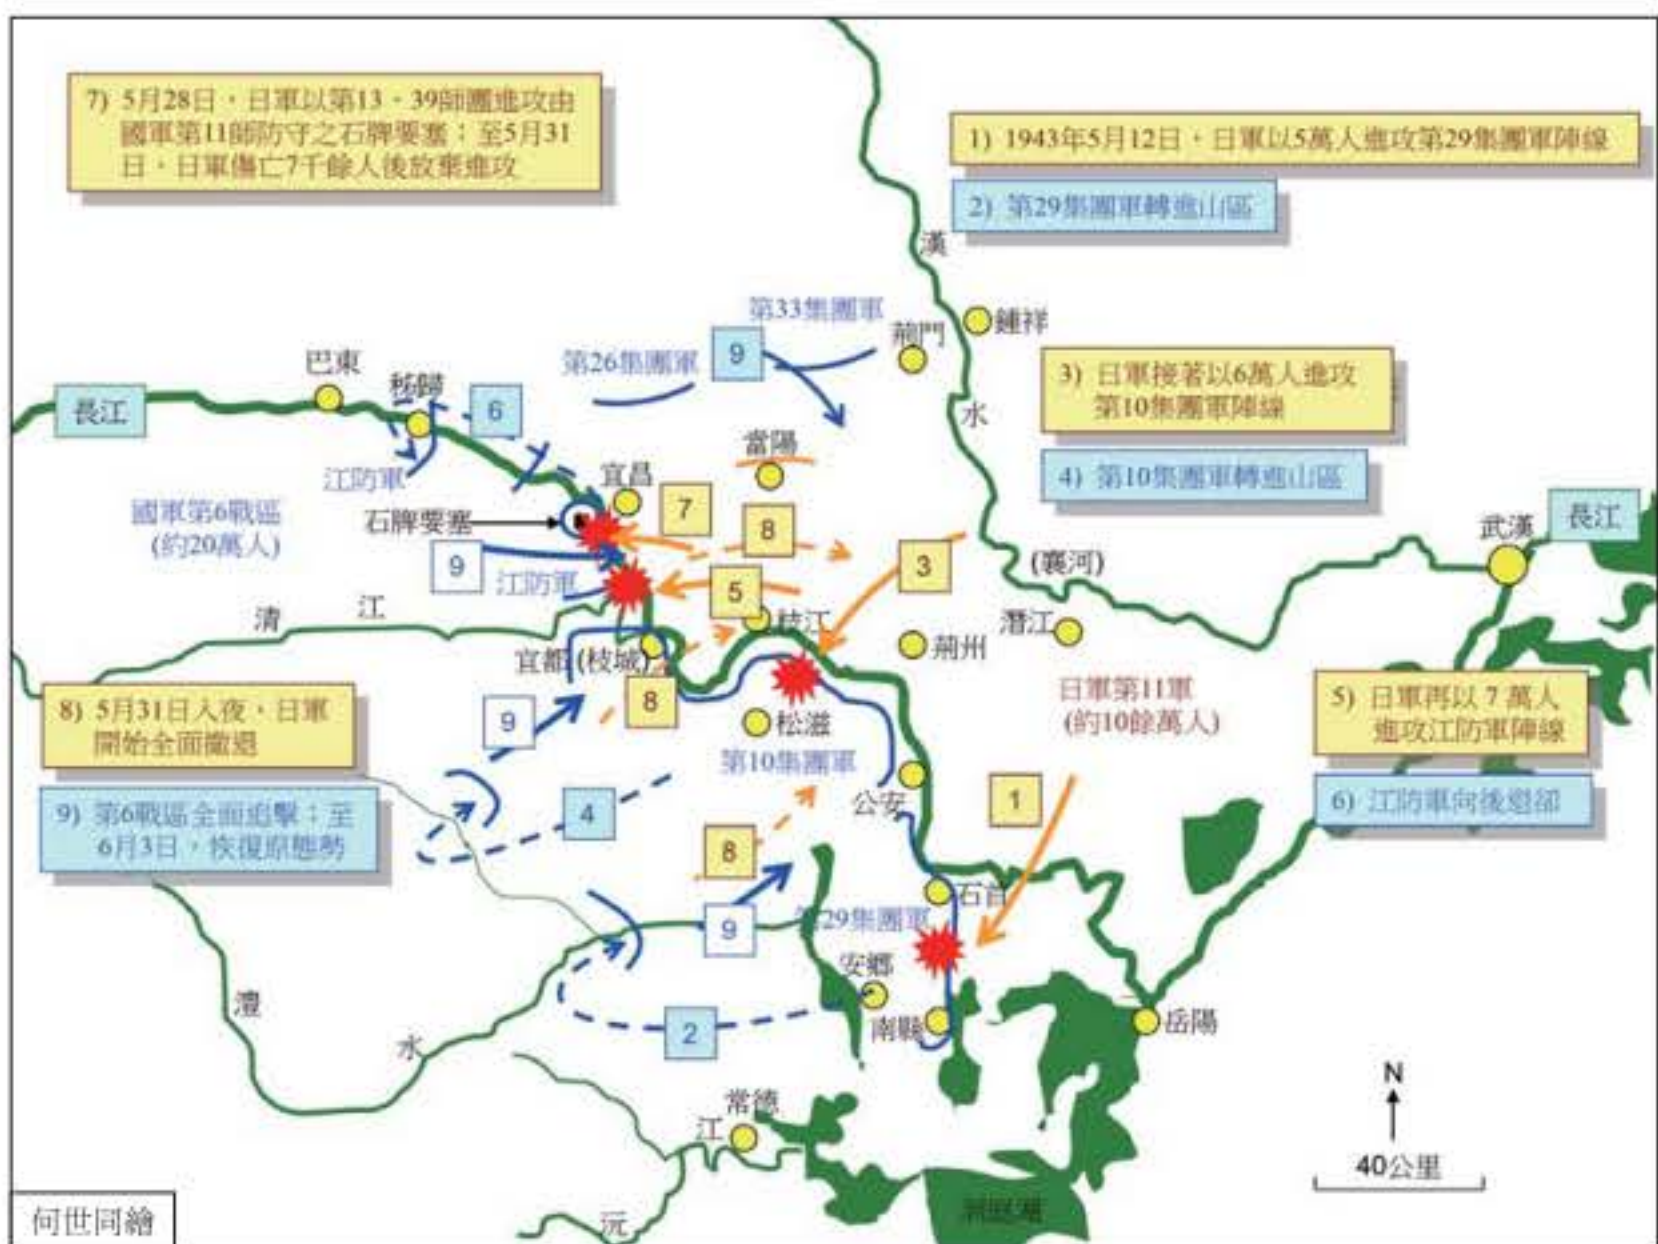 7) 5月28日，日軍以第13、39師團進攻由
國軍第11師防守之石牌要塞；至5月31
日，日軍傷亡7千餘人後放棄進攻
1) 1943年5月12日，日軍以5萬人進攻第29集團軍陣線
2) 第29集團軍轉進山區
漢
第33集團軍
鍾祥
荊門
9
第26集團軍
巴東
秭歸
3) 日軍接著以6萬人進攻
第10集團軍陣線
長江
6
水
當陽
4) 第10集團軍轉進山區
宜昌
江防軍
7
長江
國軍第6戰區
(約20萬人)
石牌要塞
8
武漢
9
江防軍
3
(襄河)
5
清
江
枝江
潛江
荊州
宜都(枝城)
日軍第11軍
(約10餘萬人)
5) 日軍再以 7 萬人
進攻江防軍陣線
8) 5月31日入夜，日軍
開始全面撤退
8
9
松滋
第10集團軍
公安
1
6) 江防軍向後退卻
9) 第6戰區全面追擊；至
6月3日，恢復原態勢
4
8
石首
9
第29集團軍
安鄉
澧
2
南縣
岳陽
水
N
常德
江
40公里
洞庭湖
何世同繪
沅